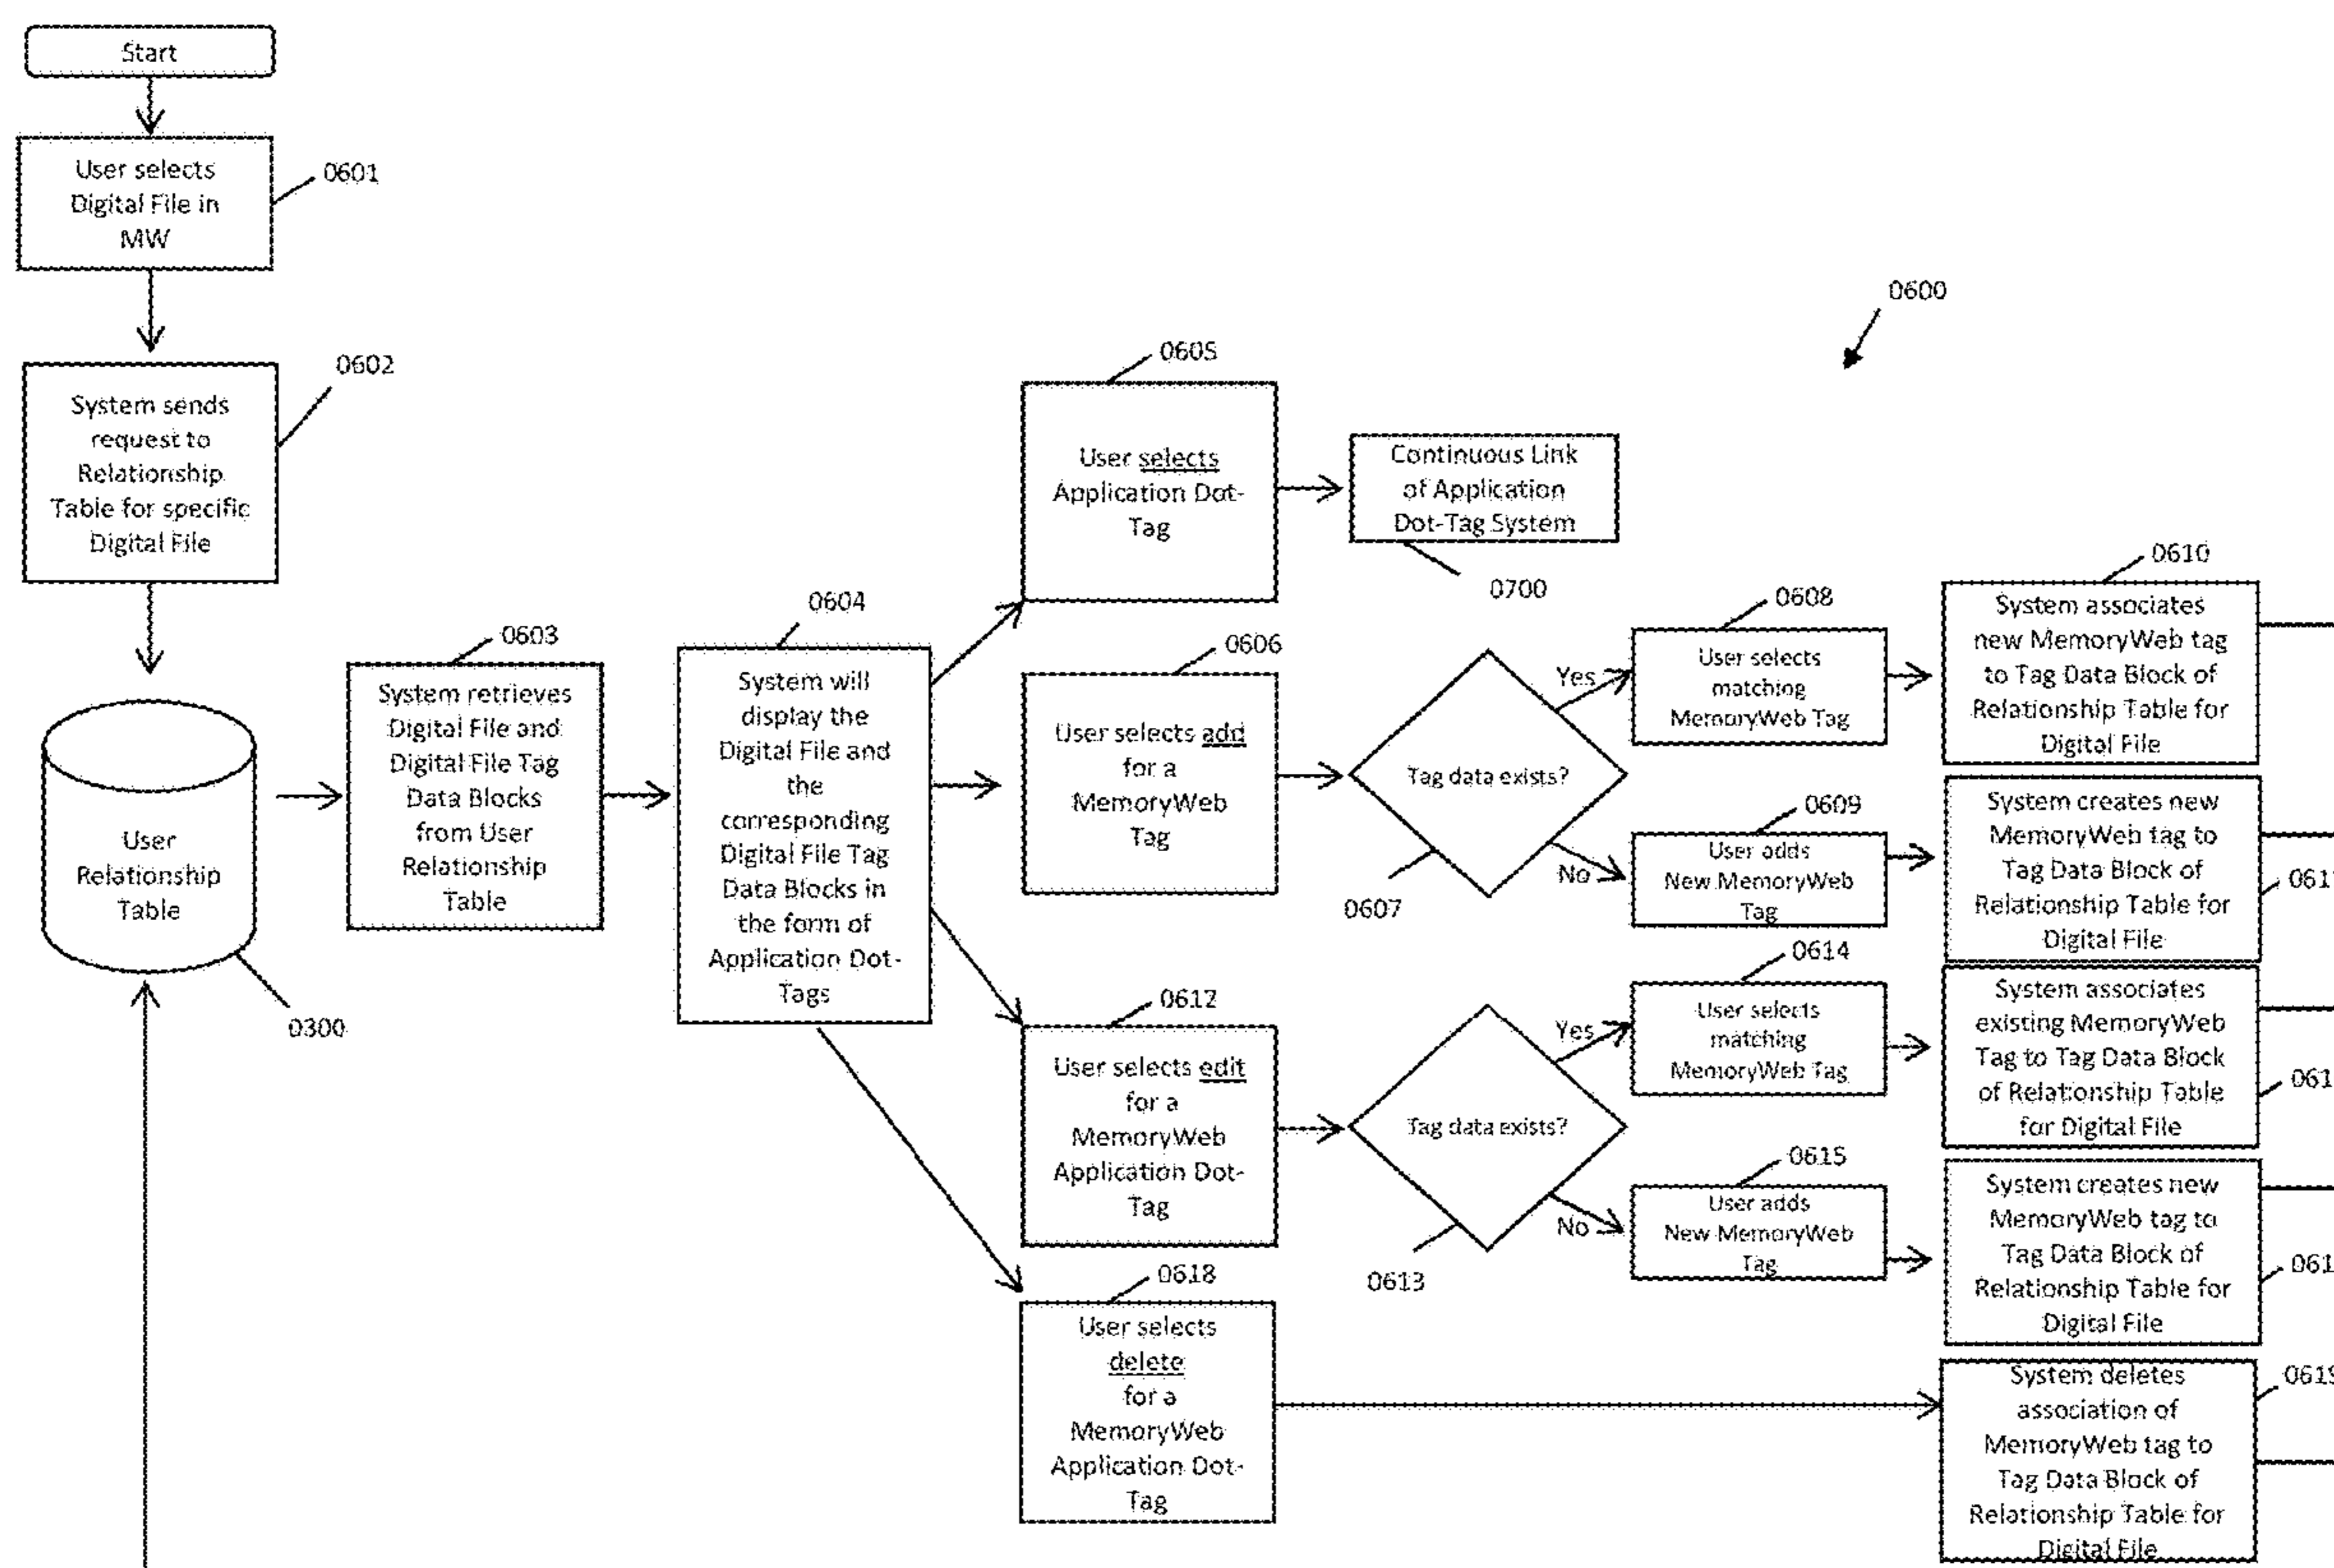 Start
User selects
Digital File in
MW
0601
System sends
request to
Relationship
Table for specific
Digital File
0602
User
Relationship
Table
0300
0603
System retrieves
Digital File and
Digital File Tag
Data Blocks
from User
Relationship
Table
0604
System will
display the
Digital File and
the
corresponding
Digital File Tag
Data Blocks in
the form of
Application Dot-
Tags
0600
0605
User selects
Application Dot-
Tag
Continuous Link
of Application
Dot-Tag System
0700
0606
User selects add
for a
MemoryWeb
Tag
Tag data exists?
0607
Yes
No
0608
User selects
matching
MemoryWeb Tag
0609
User adds
New MemoryWeb
Tag
0610
System associates
new MemoryWeb tag
to Tag Data Block of
Relationship Table for
Digital File
System creates new
MemoryWeb tag to
Tag Data Block of
Relationship Table for
Digital File
0612
User selects edit
for a
MemoryWeb
Application Dot-
Tag
Tag data exists?
0613
Yes
No
0614
User selects
matching
MemoryWeb Tag
0615
User adds
New MemoryWeb
Tag
System associates
existing MemoryWeb
Tag to Tag Data Block
of Relationship Table
for Digital File
061
System creates new
MemoryWeb tag to
Tag Data Block of
Relationship Table for
Digital File
061
0618
User selects
delete
for a
MemoryWeb
Application Dot-
Tag
System deletes
association of
MemoryWeb tag to
Tag Data Block of
Relationship Table for
Digital File